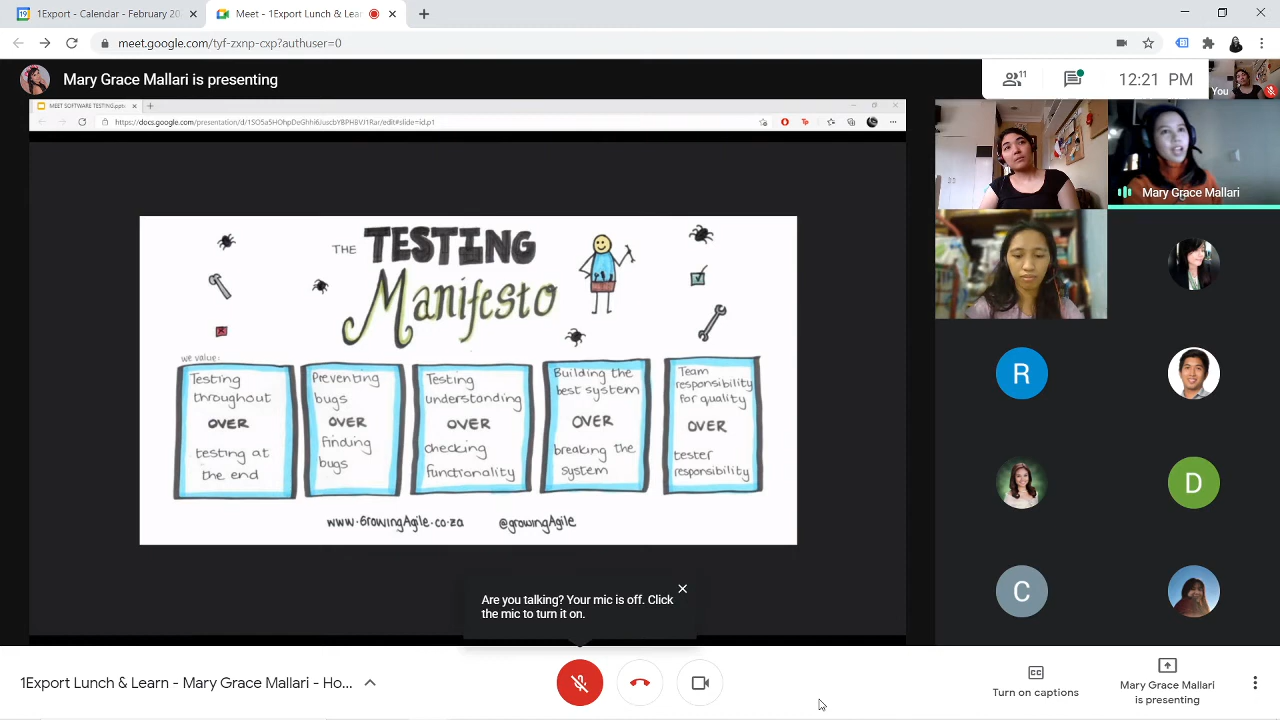 1Export - Calendar - February 20
Meet - 1Export Lunch & Lear
meet.google.com/tyf-zxnp-cxp?authuser=0
Mary Grace Mallari is presenting
11
12:21 PM
You
MEET SOFTWARE TESTING.pptx
Mary Grace Mallari
THE TESTING
Manifesto
we value:
Testing
throughout
OVER
testing at
the end
Preventing
bugs
OVER
finding
bugs
Testing
understanding
OVER
checking
functionality
Building the
best system
OVER
breaking the
system
Team
responsibility
for quality
OVER
tester
responsibility
www.GrowingAgile.co.za @growingAgile
R
D
C
Are you talking? Your mic is off. Click
the mic to turn it on.
1Export Lunch & Learn - Mary Grace Mallari - Ho...
Turn on captions
Mary Grace Mallari
is presenting